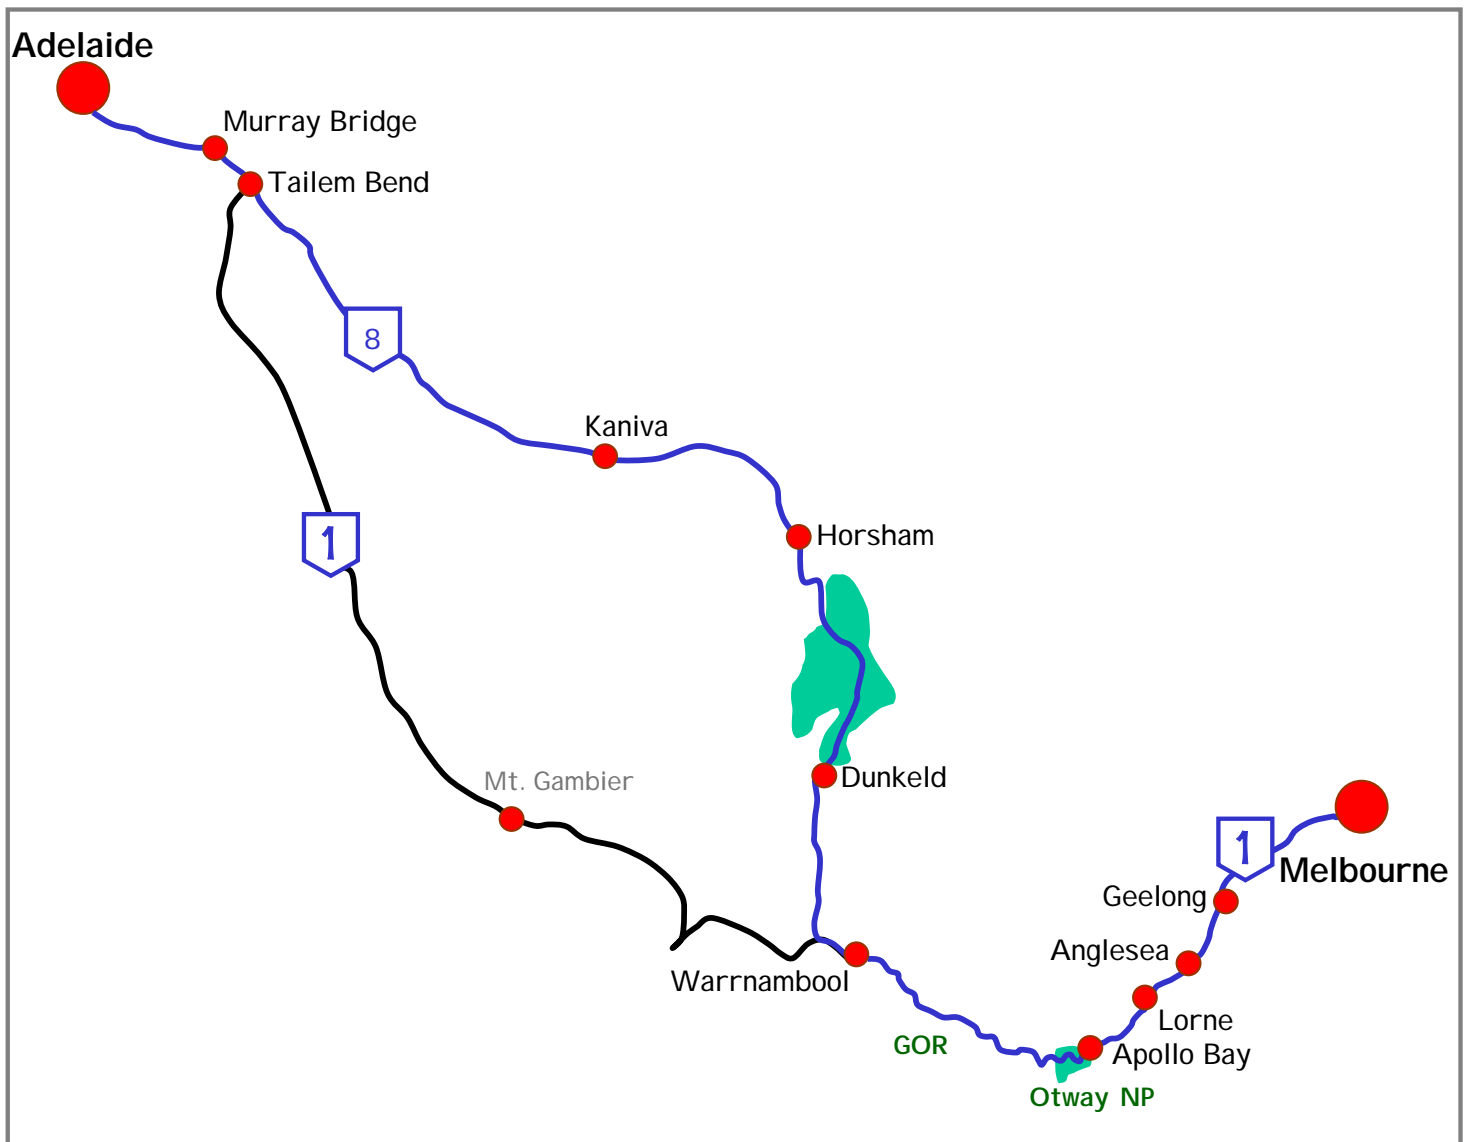 Adelaide
Murray Bridge
Tailem Bend
8
Kaniva
Horsham
1
Mt. Gambier
Dunkeld
1
Melbourne
Geelong
Anglesea
Warrnambool
Lorne
GOR
Apollo Bay
Otway NP